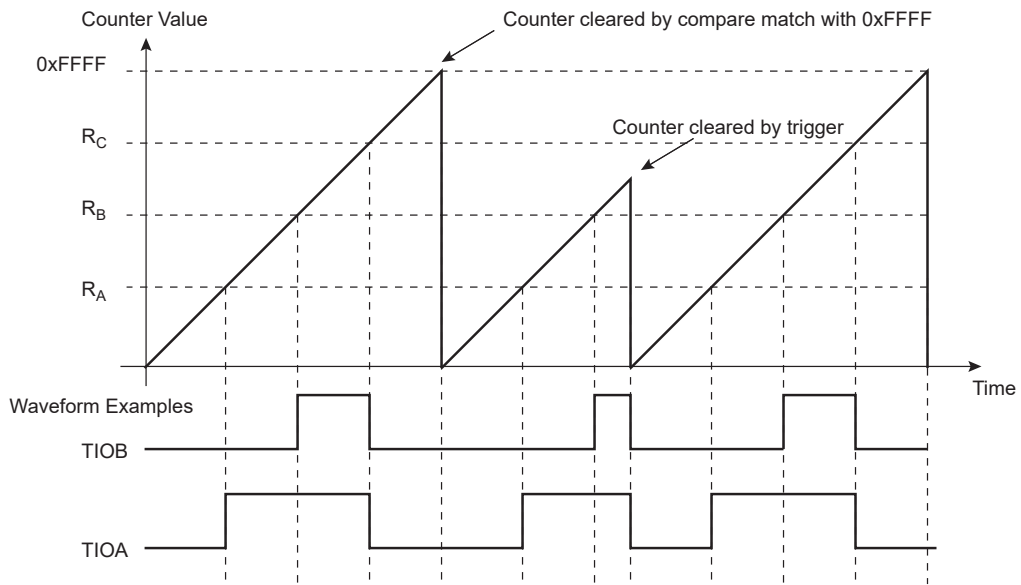 Counter Value
Counter cleared by compare match with 0xFFFF
0xFFFF
RC
Counter cleared by trigger
RB
RA
Time
Waveform Examples
TIOB
TIOA